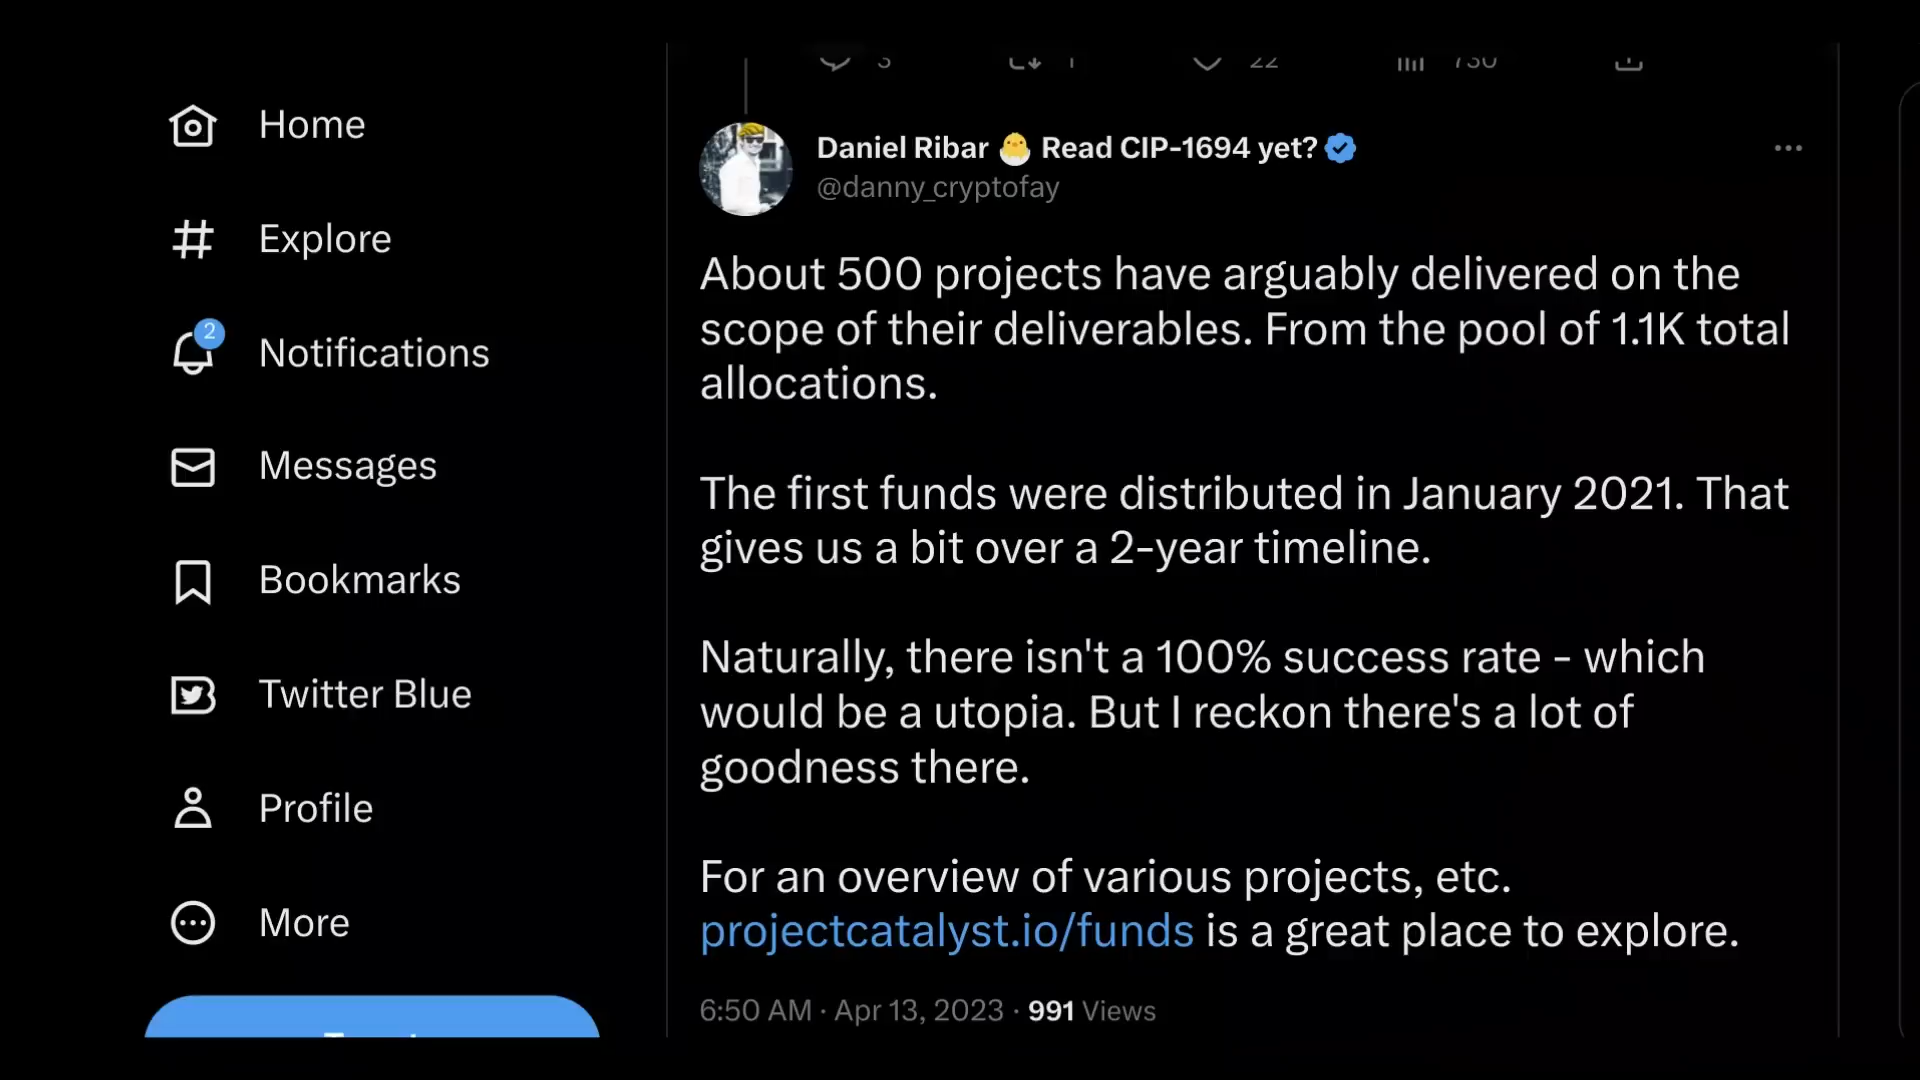 Home
Explore
2
Notifications
Messages
Bookmarks
Twitter Blue
Profile
More
3 1 22 730
Daniel Ribar 🐣 Read CIP-1694 yet?
@danny_cryptofay
About 500 projects have arguably delivered on the
scope of their deliverables. From the pool of 1.1K total
allocations.
The first funds were distributed in January 2021. That
gives us a bit over a 2-year timeline.
Naturally, there isn't a 100% success rate - which
would be a utopia. But I reckon there's a lot of
goodness there.
For an overview of various projects, etc.
projectcatalyst.io/funds is a great place to explore.
6:50 AM · Apr 13, 2023 · 991 Views